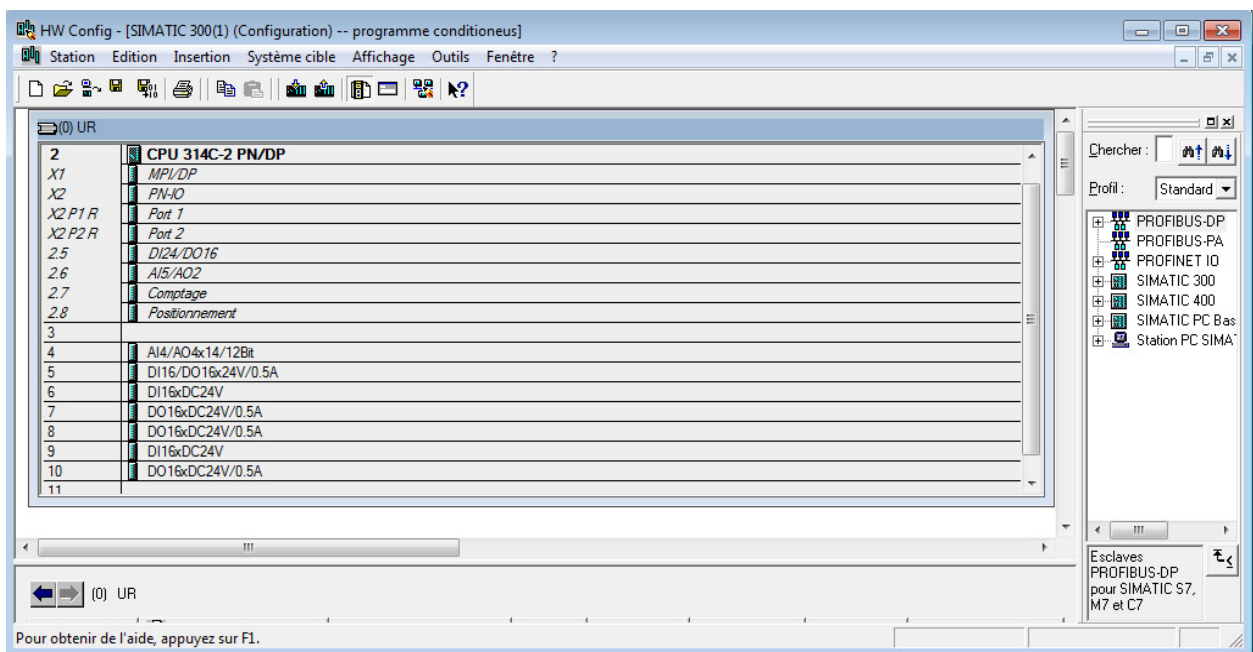 HW Config - [SIMATIC 300(1) (Configuration) -- programme conditioneus]
Station Edition Insertion Système cible Affichage Outils Fenêtre ?
(0) UR
2 CPU 314C-2 PN/DP
X1 MPI/DP
X2 PN-IO
X2 P1 R Port 1
X2 P2 R Port 2
2.5 DI24/DO16
2.6 AI5/AO2
2.7 Comptage
2.8 Positionnement
3
4 AI4/AO4x14/12Bit
5 DI16/DO16x24V/0.5A
6 DI16xDC24V
7 DO16xDC24V/0.5A
8 DO16xDC24V/0.5A
9 DI16xDC24V
10 DO16xDC24V/0.5A
11
Chercher :
Profil : Standard
PROFIBUS-DP
PROFIBUS-PA
PROFINET IO
SIMATIC 300
SIMATIC 400
SIMATIC PC Bas
Station PC SIMA
Esclaves
PROFIBUS-DP
pour SIMATIC S7,
M7 et C7
(0) UR
Pour obtenir de l'aide, appuyez sur F1.